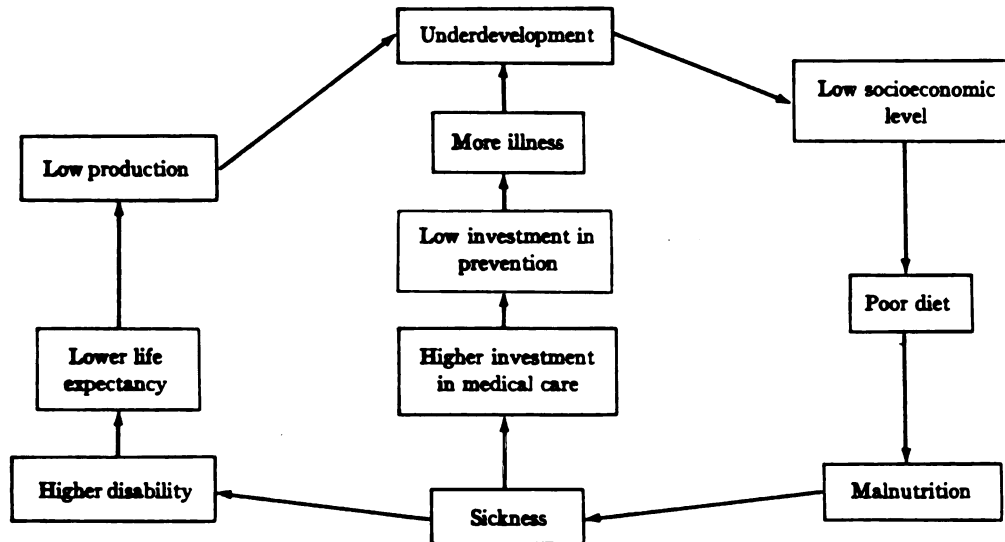 Underdevelopment
Low socioeconomic
level
More illness
Low production
Low investment in
prevention
Poor diet
Lower life
expectancy
Higher investment
in medical care
Higher disability
Sickness
Malnutrition